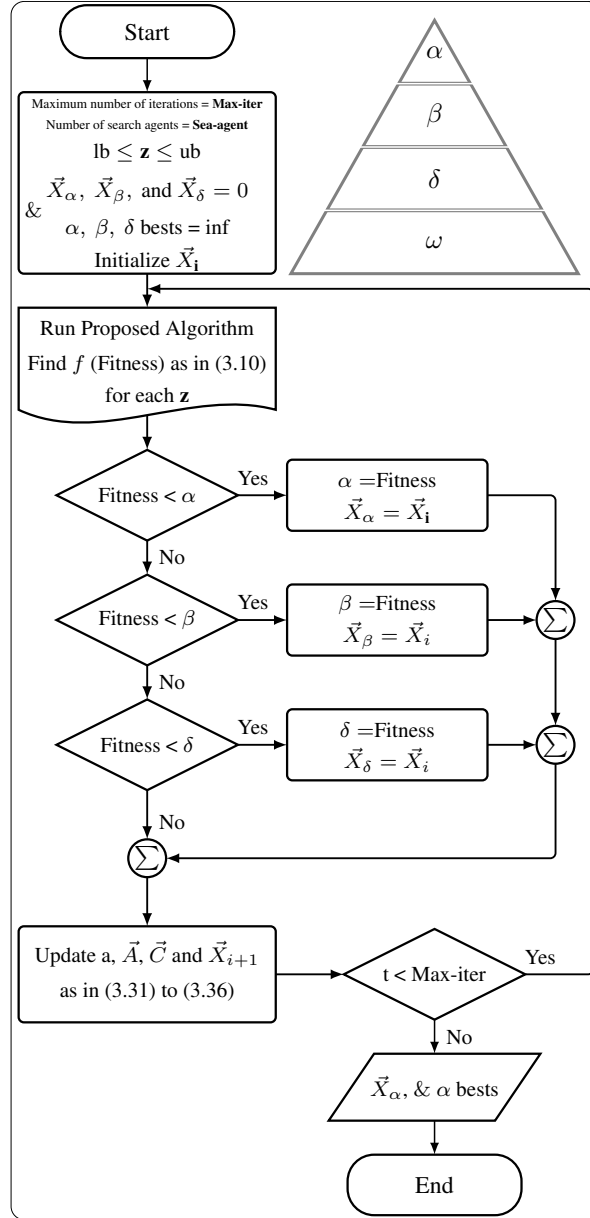 Start
Maximum number of iterations = Max-iter
Number of search agents = Sea-agent
lb ≤ z ≤ ub
& X⃗α, X⃗β, and X⃗δ = 0
α, β, δ bests = inf
Initialize X⃗i
α
β
δ
ω
Run Proposed Algorithm
Find f (Fitness) as in (3.10)
for each z
Fitness < α
Yes
α =Fitness
X⃗α = X⃗i
No
Fitness < β
Yes
β =Fitness
X⃗β = X⃗i
∑
No
Fitness < δ
Yes
δ =Fitness
X⃗δ = X⃗i
∑
No
∑
Update a, A⃗, C⃗ and X⃗i+1
as in (3.31) to (3.36)
t < Max-iter
Yes
No
X⃗α, & α bests
End